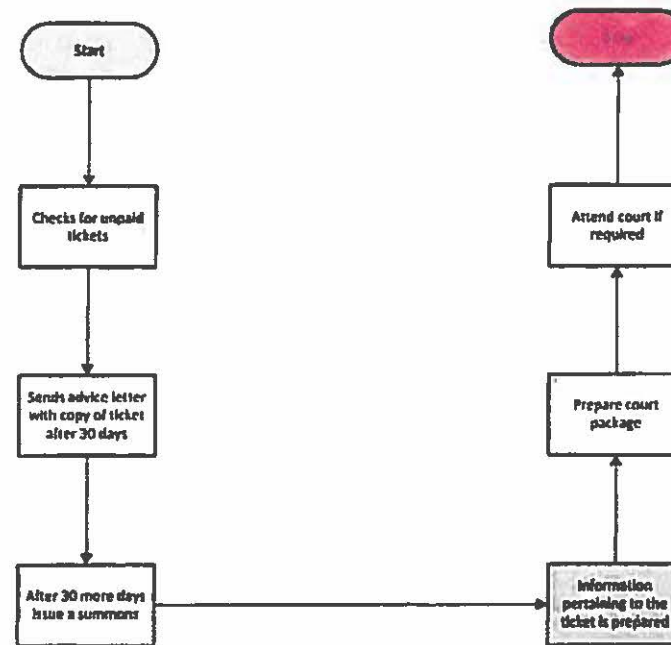 Start
Checks for unpaid
tickets
Sends advice letter
with copy of ticket
after 30 days
After 30 more days
issue a summons
Information
pertaining to the
ticket is prepared
Prepare court
package
Attend court if
required